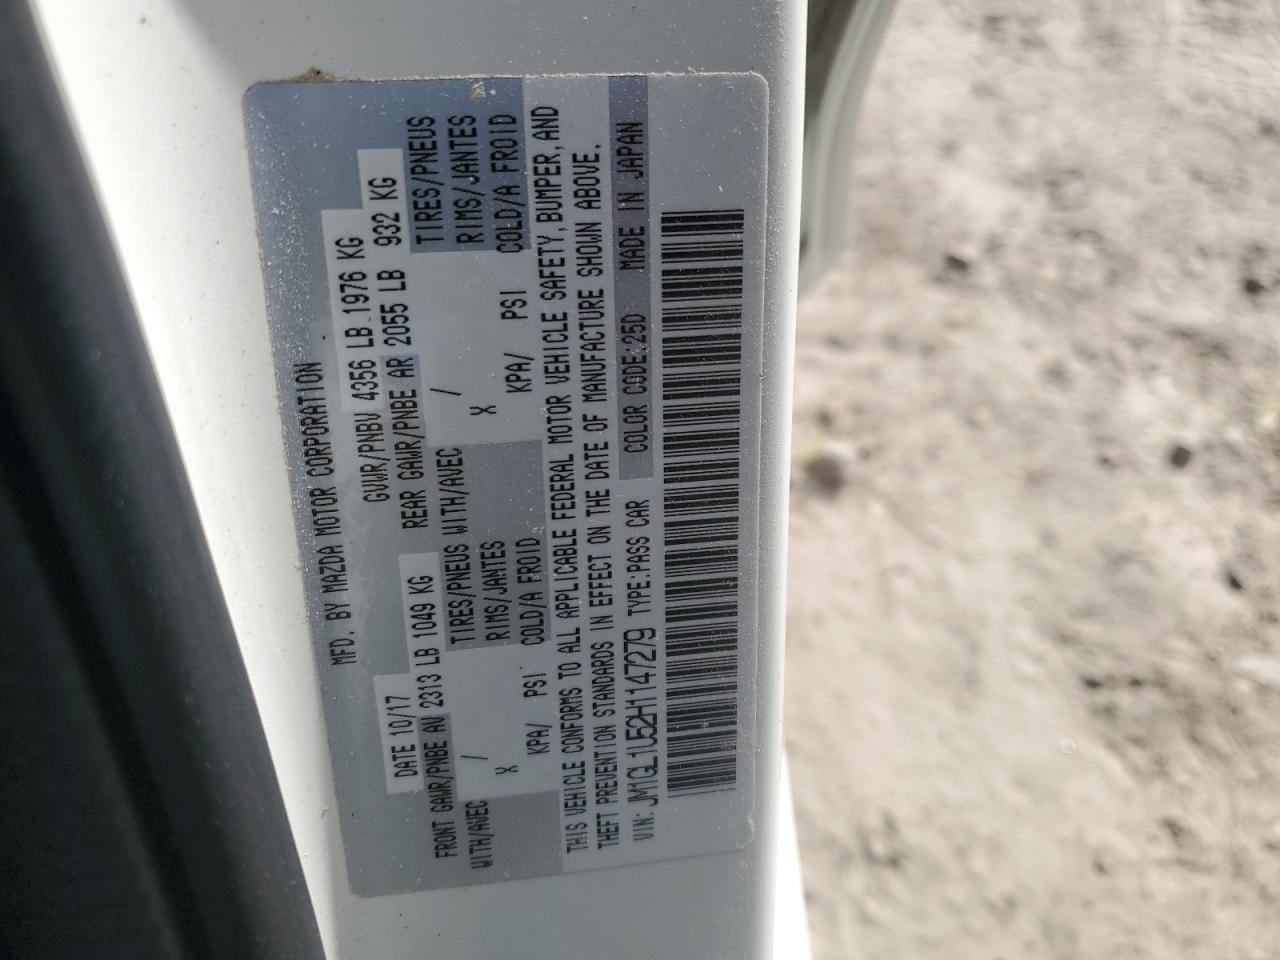 MFD. BY MAZDA MOTOR CORPORATION
DATE 10/17 GVWR/PNBV 4356 LB 1976 KG
FRONT GAWR/PNBE AV 2313 LB 1049 KG REAR GAWR/PNBE AR 2055 LB 932 KG
WITH/AVEC / TIRES/PNEUS WITH/AVEC / TIRES/PNEUS
X RIMS/JANTES X RIMS/JANTES
KPA/ PSI COLD/A FROID KPA/ PSI COLD/A FROID
THIS VEHICLE CONFORMS TO ALL APPLICABLE FEDERAL MOTOR VEHICLE SAFETY, BUMPER, AND
THEFT PREVENTION STANDARDS IN EFFECT ON THE DATE OF MANUFACTURE SHOWN ABOVE.
VIN: JM1GL1U52H1147279 TYPE:PASS CAR COLOR CODE:25D MADE IN JAPAN